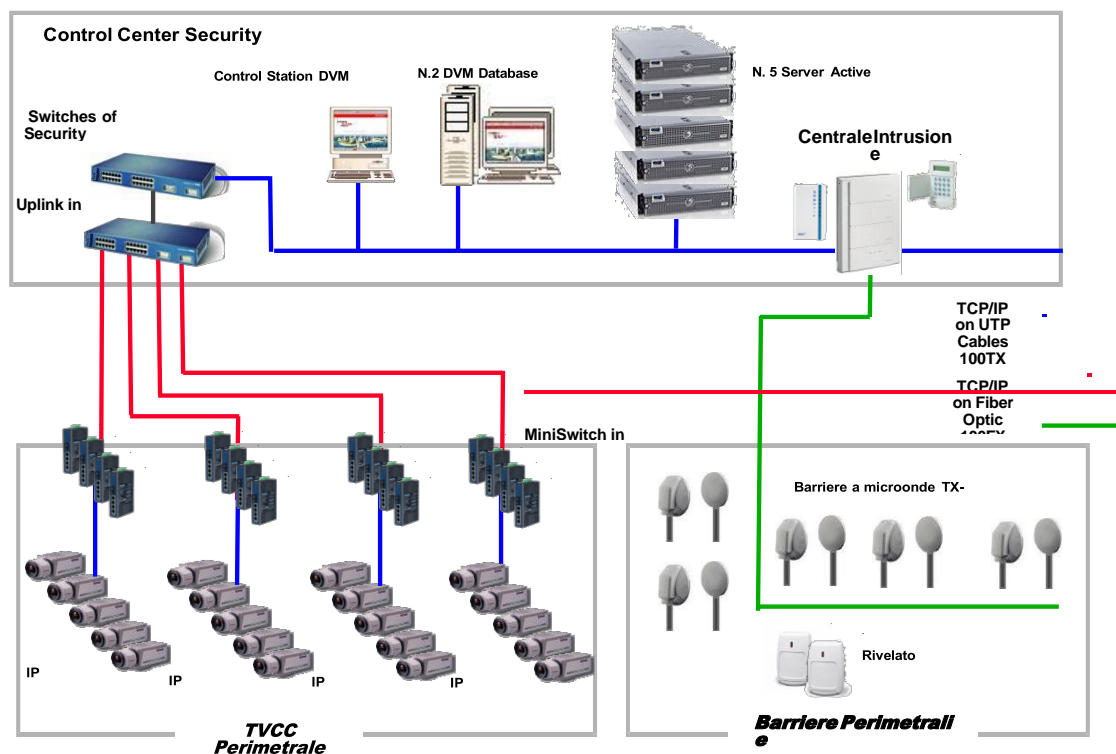 Control Center Security
Control Station DVM
N.2 DVM Database
N. 5 Server Active
Switches of
Security
CentraleIntrusion
e
Uplink in
TCP/IP
on UTP
Cables
100TX
TCP/IP
on Fiber
Optic
MiniSwitch in
Barriere a microonde TX-
IP
IP
IP
IP
Rivelato
TVCC
Perimetrale
Barriere Perimetrali
e